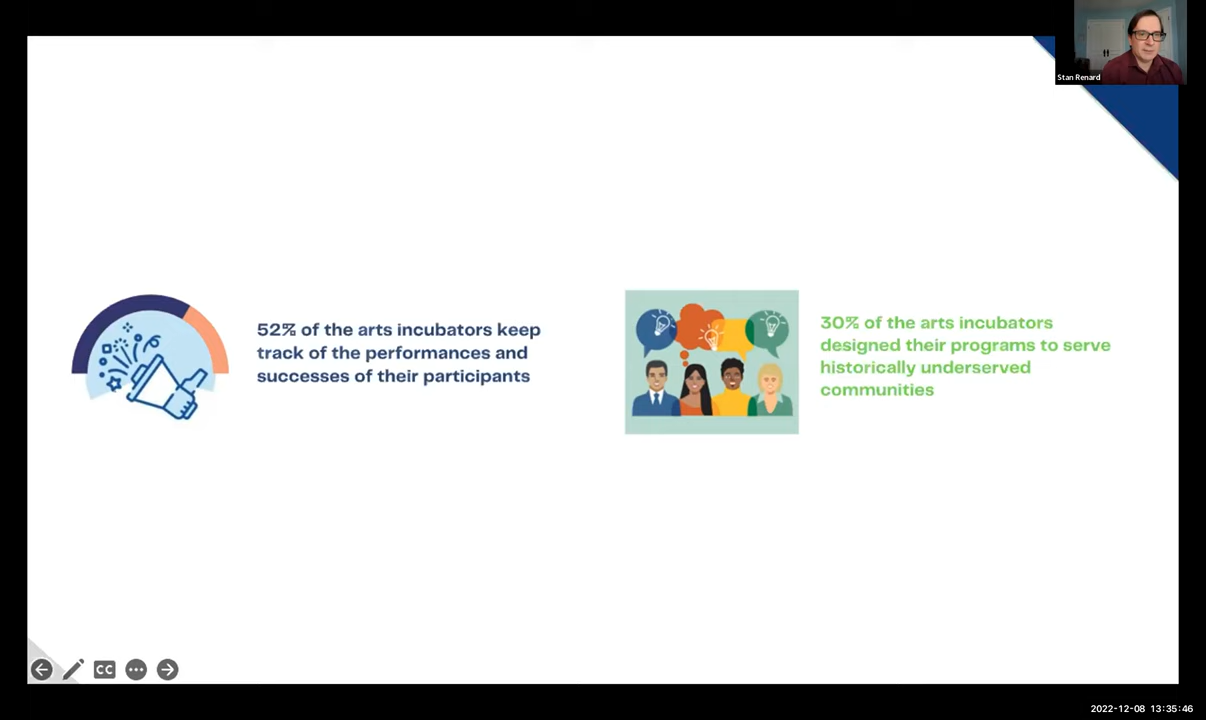 Stan Renard
52% of the arts incubators keep
track of the performances and
successes of their participants
30% of the arts incubators
designed their programs to serve
historically underserved
communities
CC
2022-12-08 13:35:46